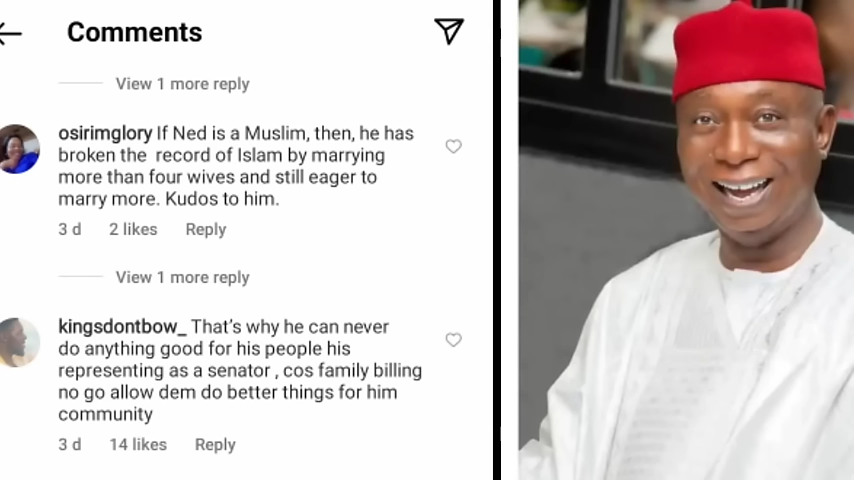 Comments
View 1 more reply
osirimglory If Ned is a Muslim, then, he has
broken the record of Islam by marrying
more than four wives and still eager to
marry more. Kudos to him.
3 d 2 likes Reply
View 1 more reply
kingsdontbow_ That's why he can never
do anything good for his people his
representing as a senator , cos family billing
no go allow dem do better things for him
community
3 d 14 likes Reply